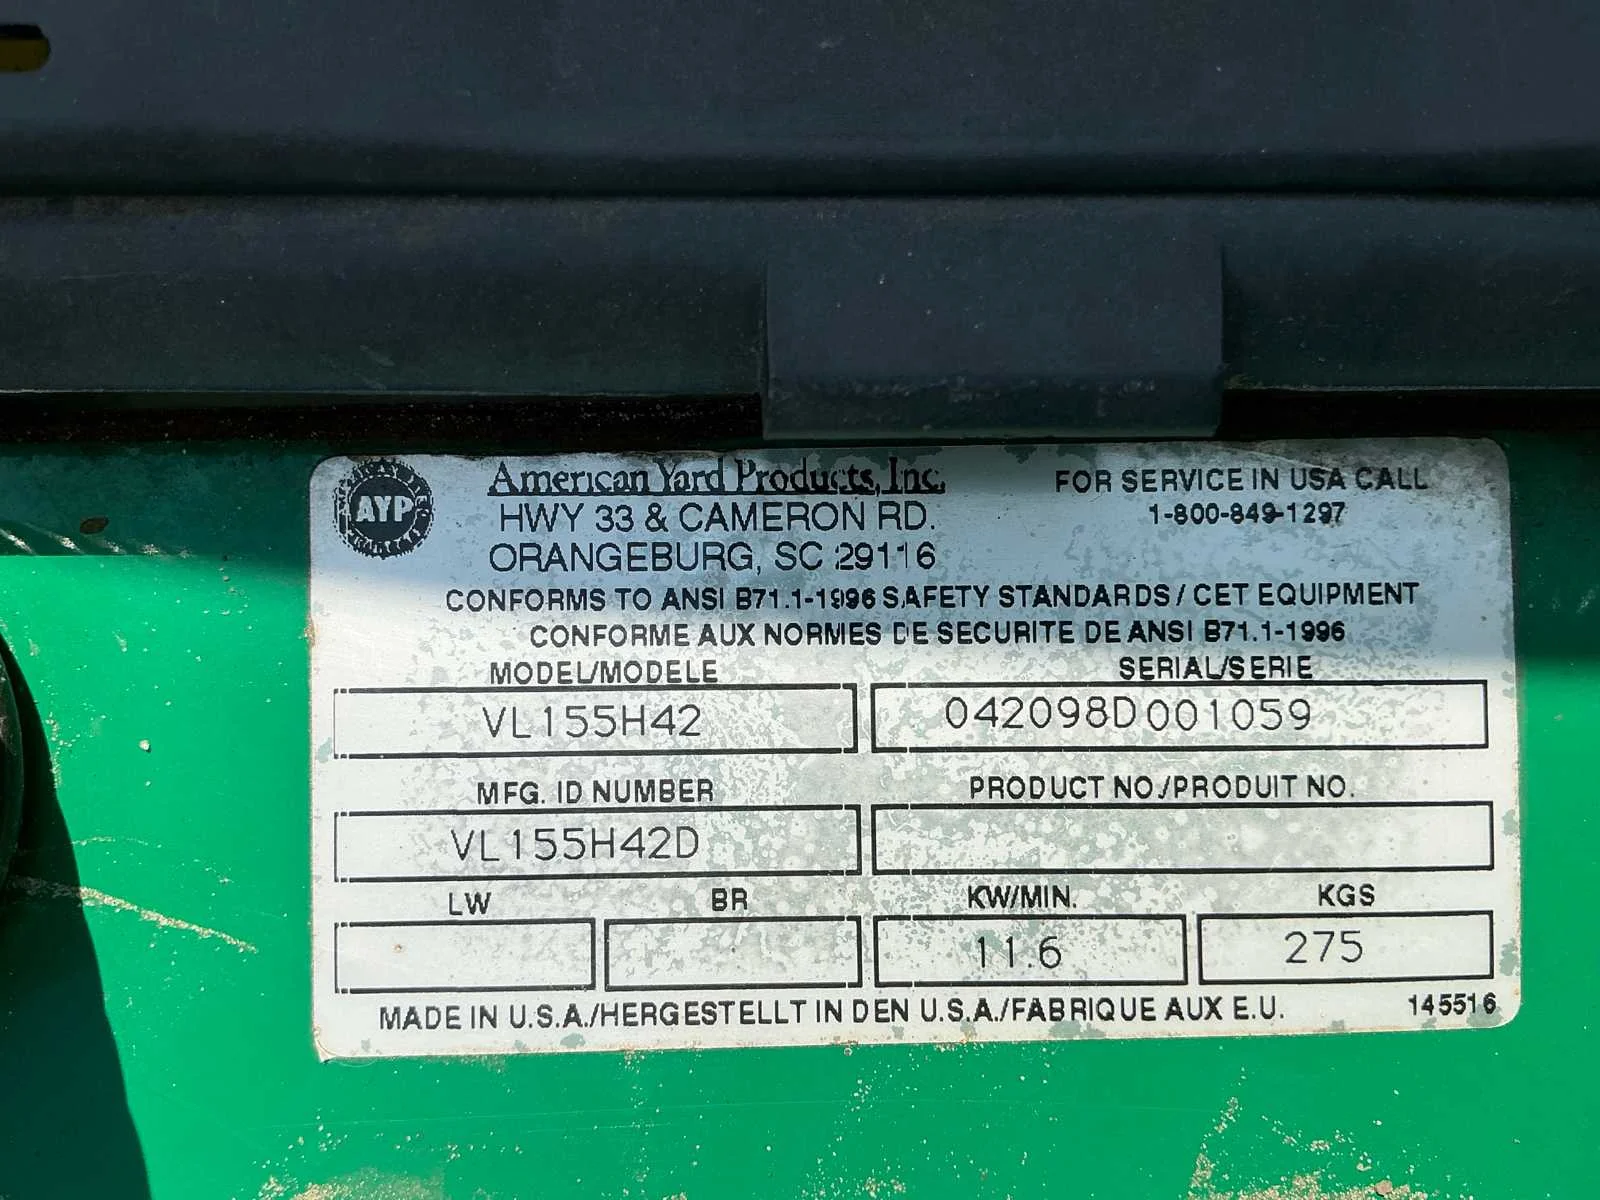 AYP
American Yard Products, Inc.
HWY 33 & CAMERON RD.
ORANGEBURG, SC 29116
FOR SERVICE IN USA CALL
1-800-849-1297
CONFORMS TO ANSI B71.1-1996 SAFETY STANDARDS / CET EQUIPMENT
CONFORME AUX NORMES DE SECURITE DE ANSI B71.1-1996
MODEL/MODELE
SERIAL/SERIE
VL155H42
042098D001059
MFG. ID NUMBER
PRODUCT NO./PRODUIT NO.
VL155H42D
LW
BR
KW/MIN.
KGS
11.6
275
MADE IN U.S.A./HERGESTELLT IN DEN U.S.A./FABRIQUE AUX E.U.
145516